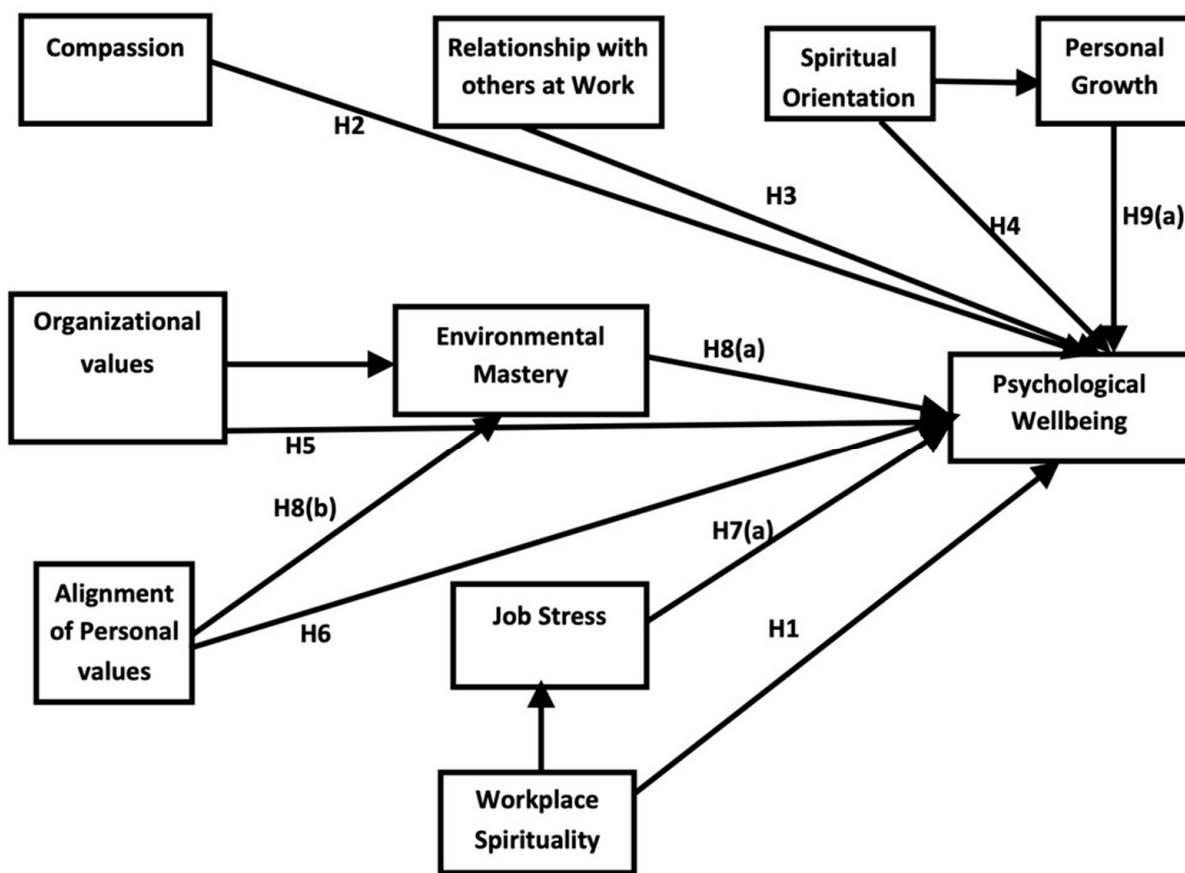 Compassion
Relationship with
others at Work
Spiritual
Orientation
Personal
Growth
H2
H3
H4
H9(a)
Organizational
values
Environmental
Mastery
H8(a)
Psychological
Wellbeing
H5
H8(b)
H7(a)
Alignment
of Personal
values
H6
Job Stress
H1
Workplace
Spirituality